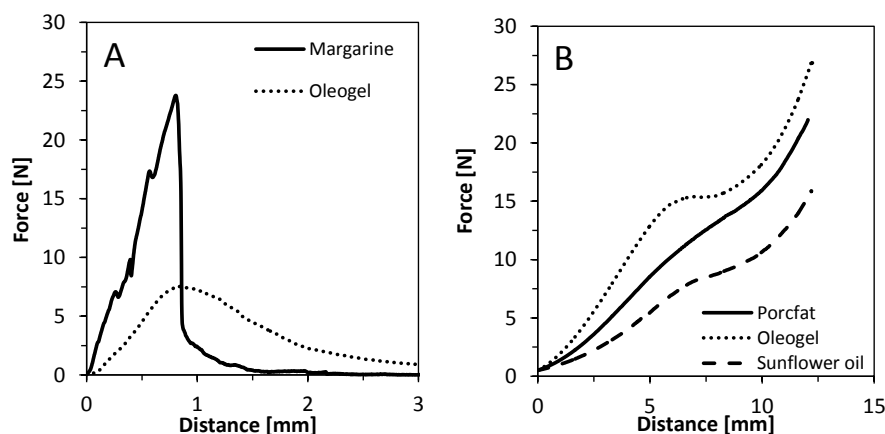 A
Force [N]
30
25
20
15
10
5
0
Margarine
Oleogel
0 1 2 3
Distance [mm]
B
Force [N]
30
25
20
15
10
5
0
Porcfat
Oleogel
Sunflower oil
0 5 10 15
Distance [mm]